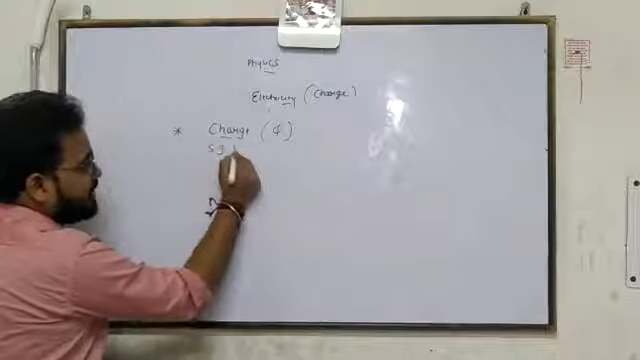 Physics
Electricity (Charge)
* Charge (q)
S.g